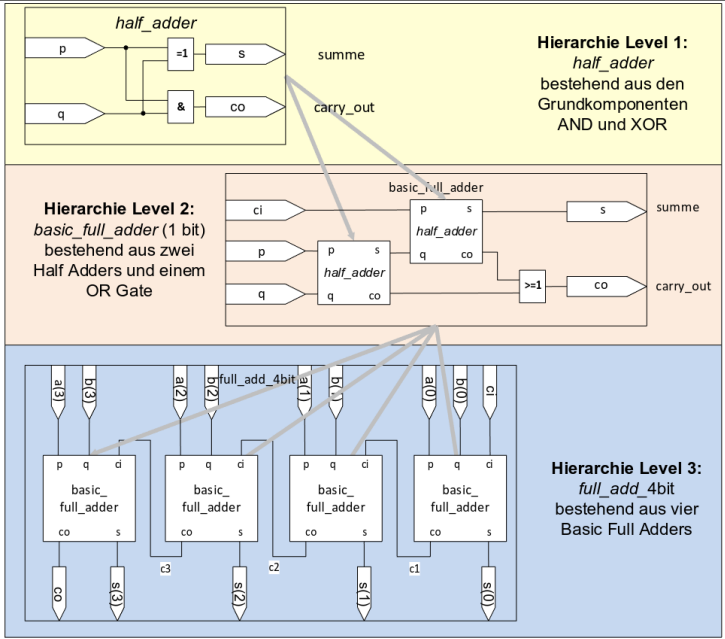 half_adder
p
=1
s
summe
q
&
co
carry_out
Hierarchie Level 1:
half_adder
bestehend aus den
Grundkomponenten
AND und XOR
Hierarchie Level 2:
basic_full_adder (1 bit)
bestehend aus zwei
Half Adders und einem
OR Gate
basic_full_adder
ci
p s
half_adder
q co
s
summe
p
p s
half_adder
q co
q
>=1
co
carry_out
full_add_4bit
a(3)
b(3)
a(2)
b(2)
a(1)
b(1)
a(0)
b(0)
ci
p q ci
basic_
full_adder
co s
p q ci
basic_
full_adder
co s
p q ci
basic_
full_adder
co s
p q ci
basic_
full_adder
co s
c3
c2
c1
co
s(3)
s(2)
s(1)
s(0)
Hierarchie Level 3:
full_add_4bit
bestehend aus vier
Basic Full Adders